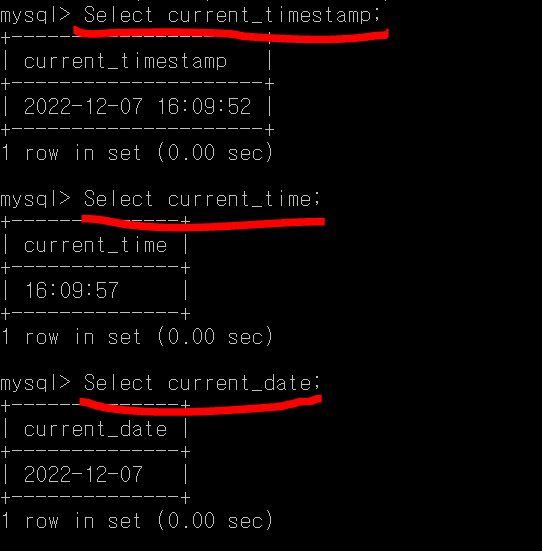 mysql> Select current_timestamp;
+---------------------+
| current_timestamp   |
+---------------------+
| 2022-12-07 16:09:52 |
+---------------------+
1 row in set (0.00 sec)
mysql> Select current_time;
+--------------+
| current_time |
+--------------+
| 16:09:57     |
+--------------+
1 row in set (0.00 sec)
mysql> Select current_date;
+--------------+
| current_date |
+--------------+
| 2022-12-07   |
+--------------+
1 row in set (0.00 sec)